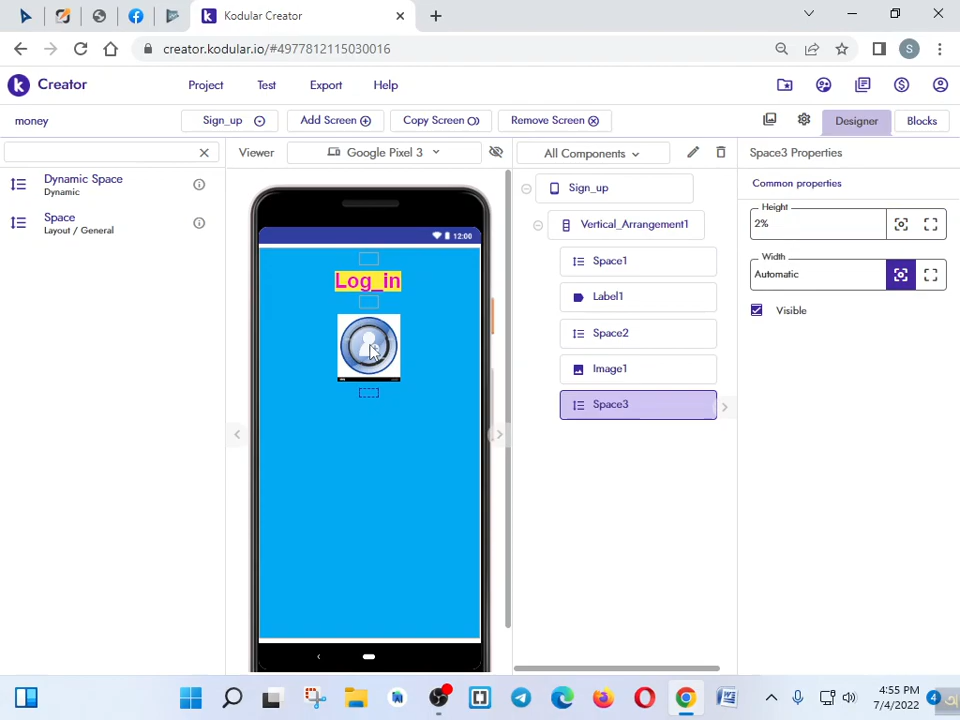 Kodular Creator
creator.kodular.io/#4977812115030016
S
Creator
Project
Test
Export
Help
money
Sign_up
Add Screen
Copy Screen
Remove Screen
Designer
Blocks
Viewer
Google Pixel 3
All Components
Space3 Properties
Dynamic Space
Dynamic
Space
Layout / General
12:00
Log_in
Sign_up
Vertical_Arrangement1
Space1
Label1
Space2
Image1
Space3
Common properties
Height
2%
Width
Automatic
Visible
4:55 PM
7/4/2022
4